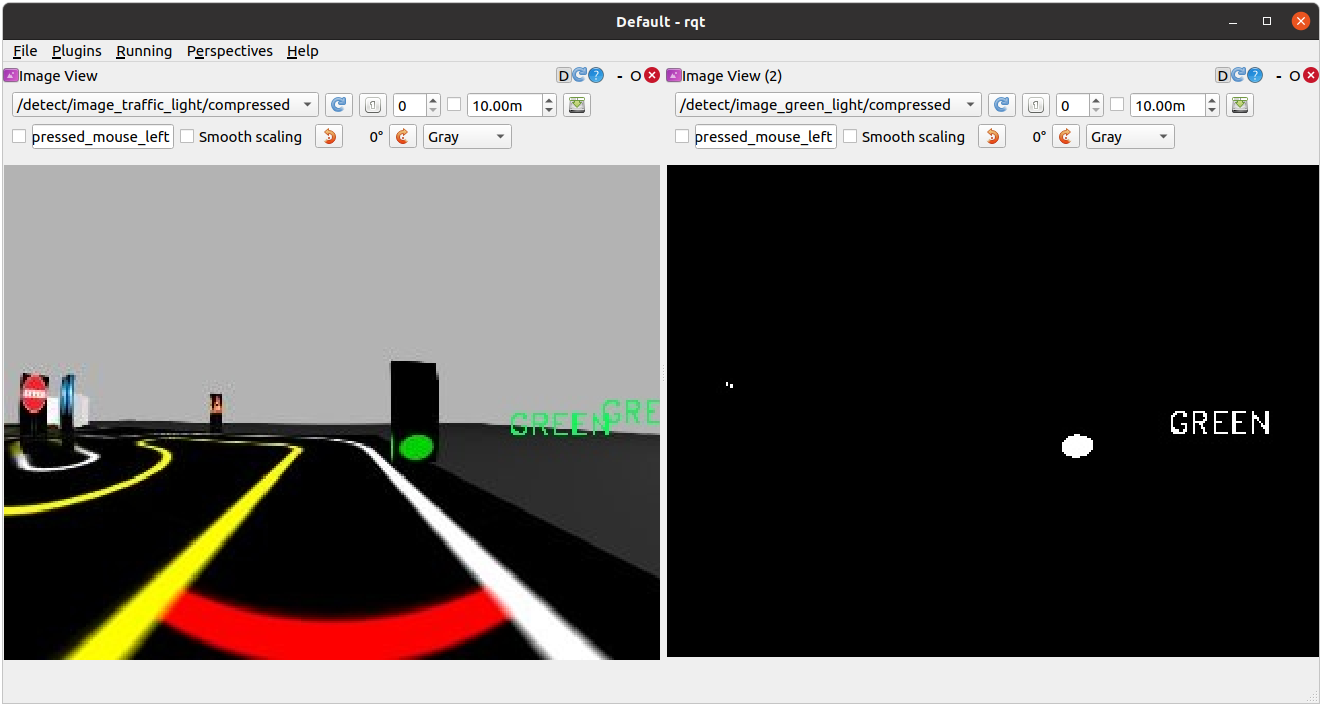 Default - rqt
File Plugins Running Perspectives Help
Image View
D
- O
/detect/image_traffic_light/compressed
0
10.00m
pressed_mouse_left
Smooth scaling
0°
Gray
GREEN
GRE
Image View (2)
D
- O
/detect/image_green_light/compressed
0
10.00m
pressed_mouse_left
Smooth scaling
0°
Gray
GREEN